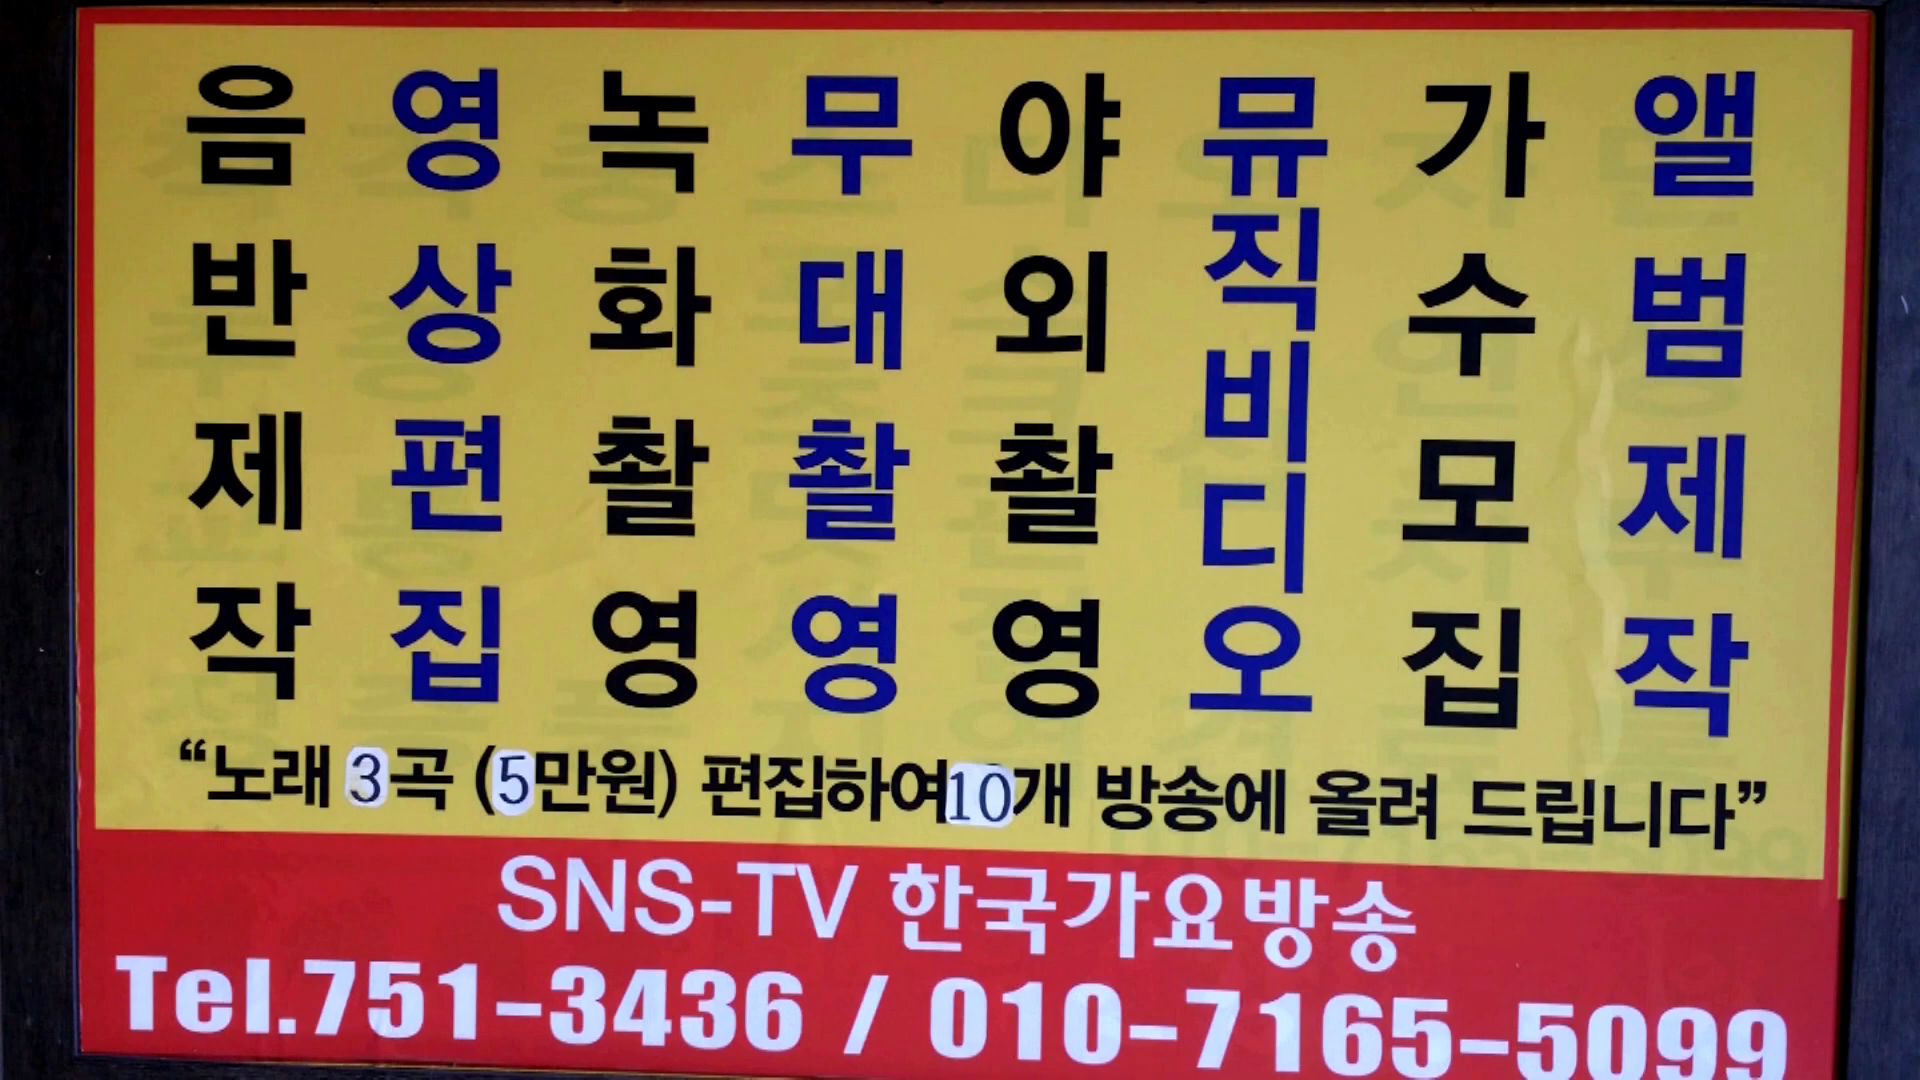 음반제작
영상편집
녹화촬영
무대촬영
야외촬영
뮤직비디오
가수모집
앨범제작
“노래 3곡 (5만원) 편집하여 10개 방송에 올려 드립니다”
SNS-TV 한국가요방송
Tel.751-3436 / 010-7165-5099